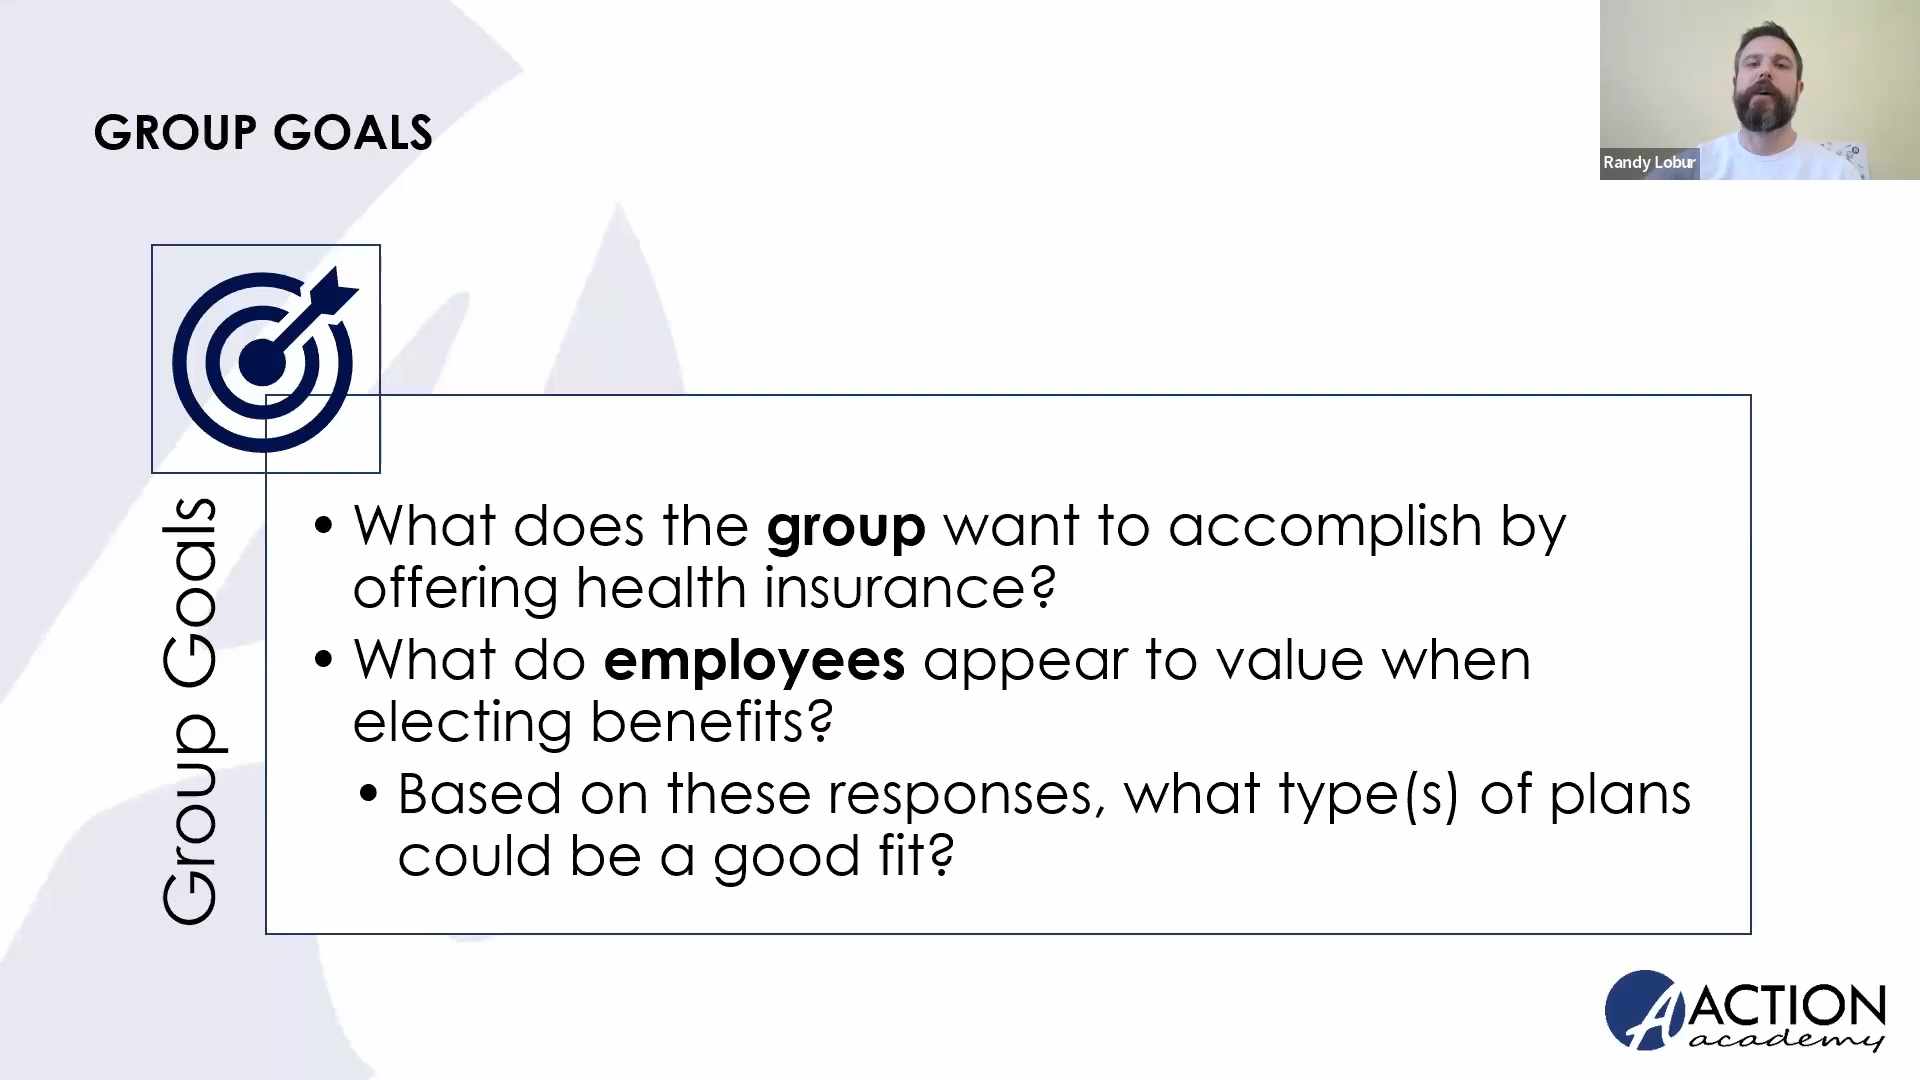 GROUP GOALS
Randy Lobur
Group Goals
• What does the group want to accomplish by
offering health insurance?
• What do employees appear to value when
electing benefits?
• Based on these responses, what type(s) of plans
could be a good fit?
A ACTION
academy